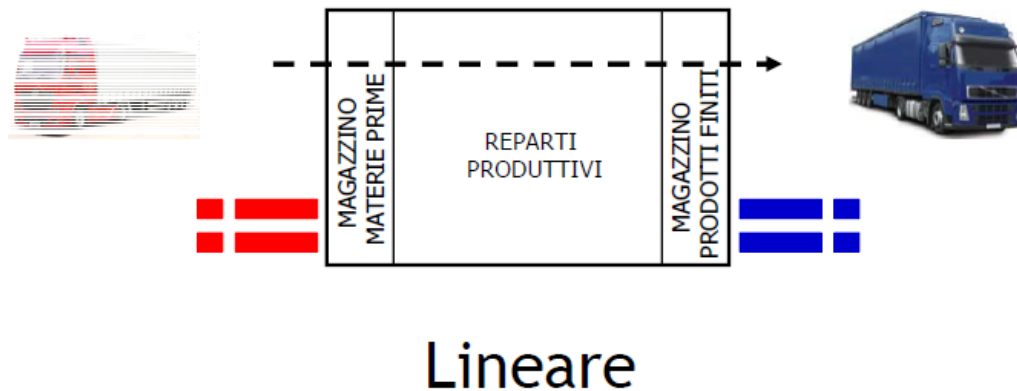 MAGAZZINO
MATERIE PRIME
REPARTI
PRODUTTIVI
MAGAZZINO
PRODOTTI FINITI
Lineare